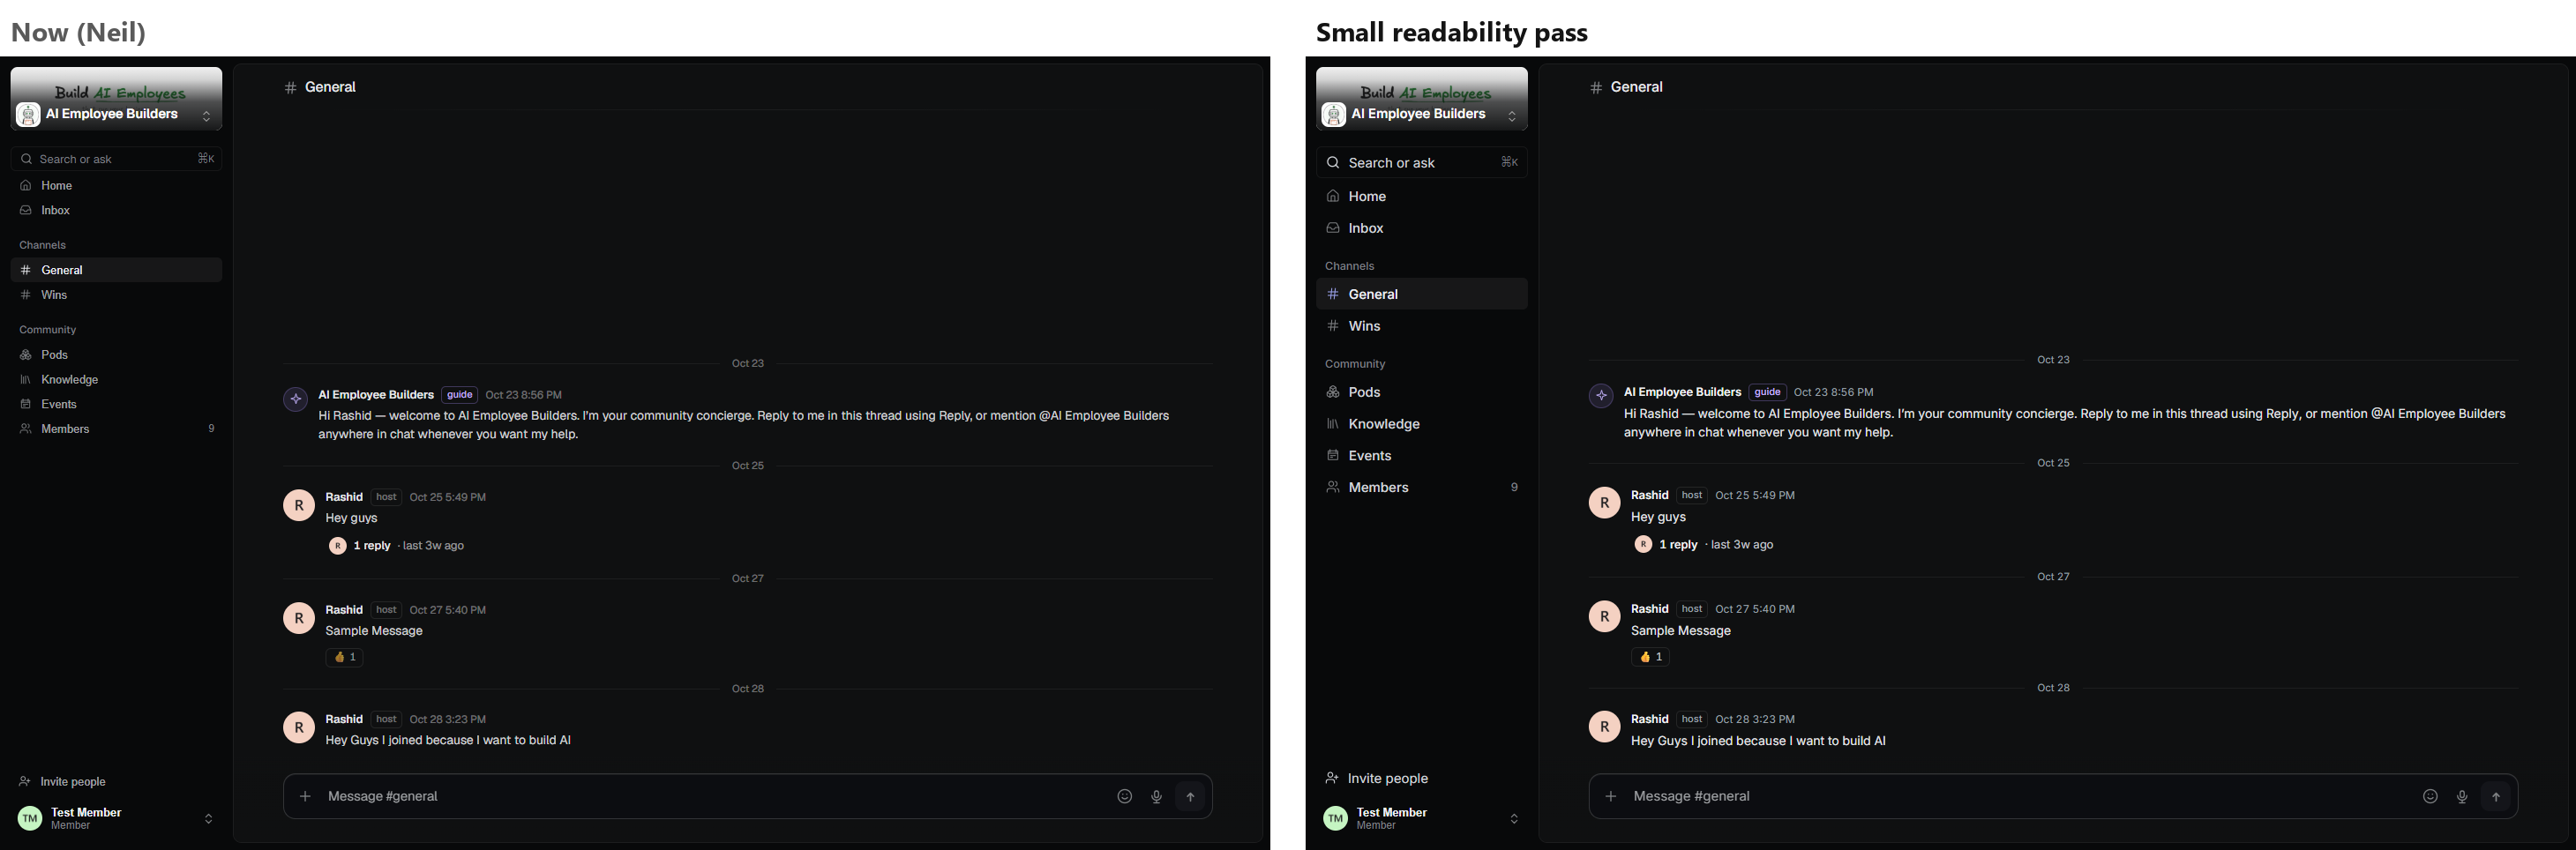 Now (Neil)
Build AI Employees
AI Employee Builders
Search or ask ⌘K
Home
Inbox
Channels
# General
# Wins
Community
Pods
Knowledge
Events
Members 9
Invite people
TM Test Member
Member
# General
Oct 23
AI Employee Builders guide Oct 23 8:56 PM
Hi Rashid — welcome to AI Employee Builders. I'm your community concierge. Reply to me in this thread using Reply, or mention @AI Employee Builders
anywhere in chat whenever you want my help.
Oct 25
R Rashid host Oct 25 5:49 PM
Hey guys
R 1 reply · last 3w ago
Oct 27
R Rashid host Oct 27 5:40 PM
Sample Message
👍 1
Oct 28
R Rashid host Oct 28 3:23 PM
Hey Guys I joined because I want to build AI
Message #general
Small readability pass
Build AI Employees
AI Employee Builders
Search or ask ⌘K
Home
Inbox
Channels
# General
# Wins
Community
Pods
Knowledge
Events
Members 9
Invite people
TM Test Member
Member
# General
Oct 23
AI Employee Builders guide Oct 23 8:56 PM
Hi Rashid — welcome to AI Employee Builders. I'm your community concierge. Reply to me in this thread using Reply, or mention @AI Employee Builders
anywhere in chat whenever you want my help.
Oct 25
R Rashid host Oct 25 5:49 PM
Hey guys
R 1 reply · last 3w ago
Oct 27
R Rashid host Oct 27 5:40 PM
Sample Message
👍 1
Oct 28
R Rashid host Oct 28 3:23 PM
Hey Guys I joined because I want to build AI
Message #general